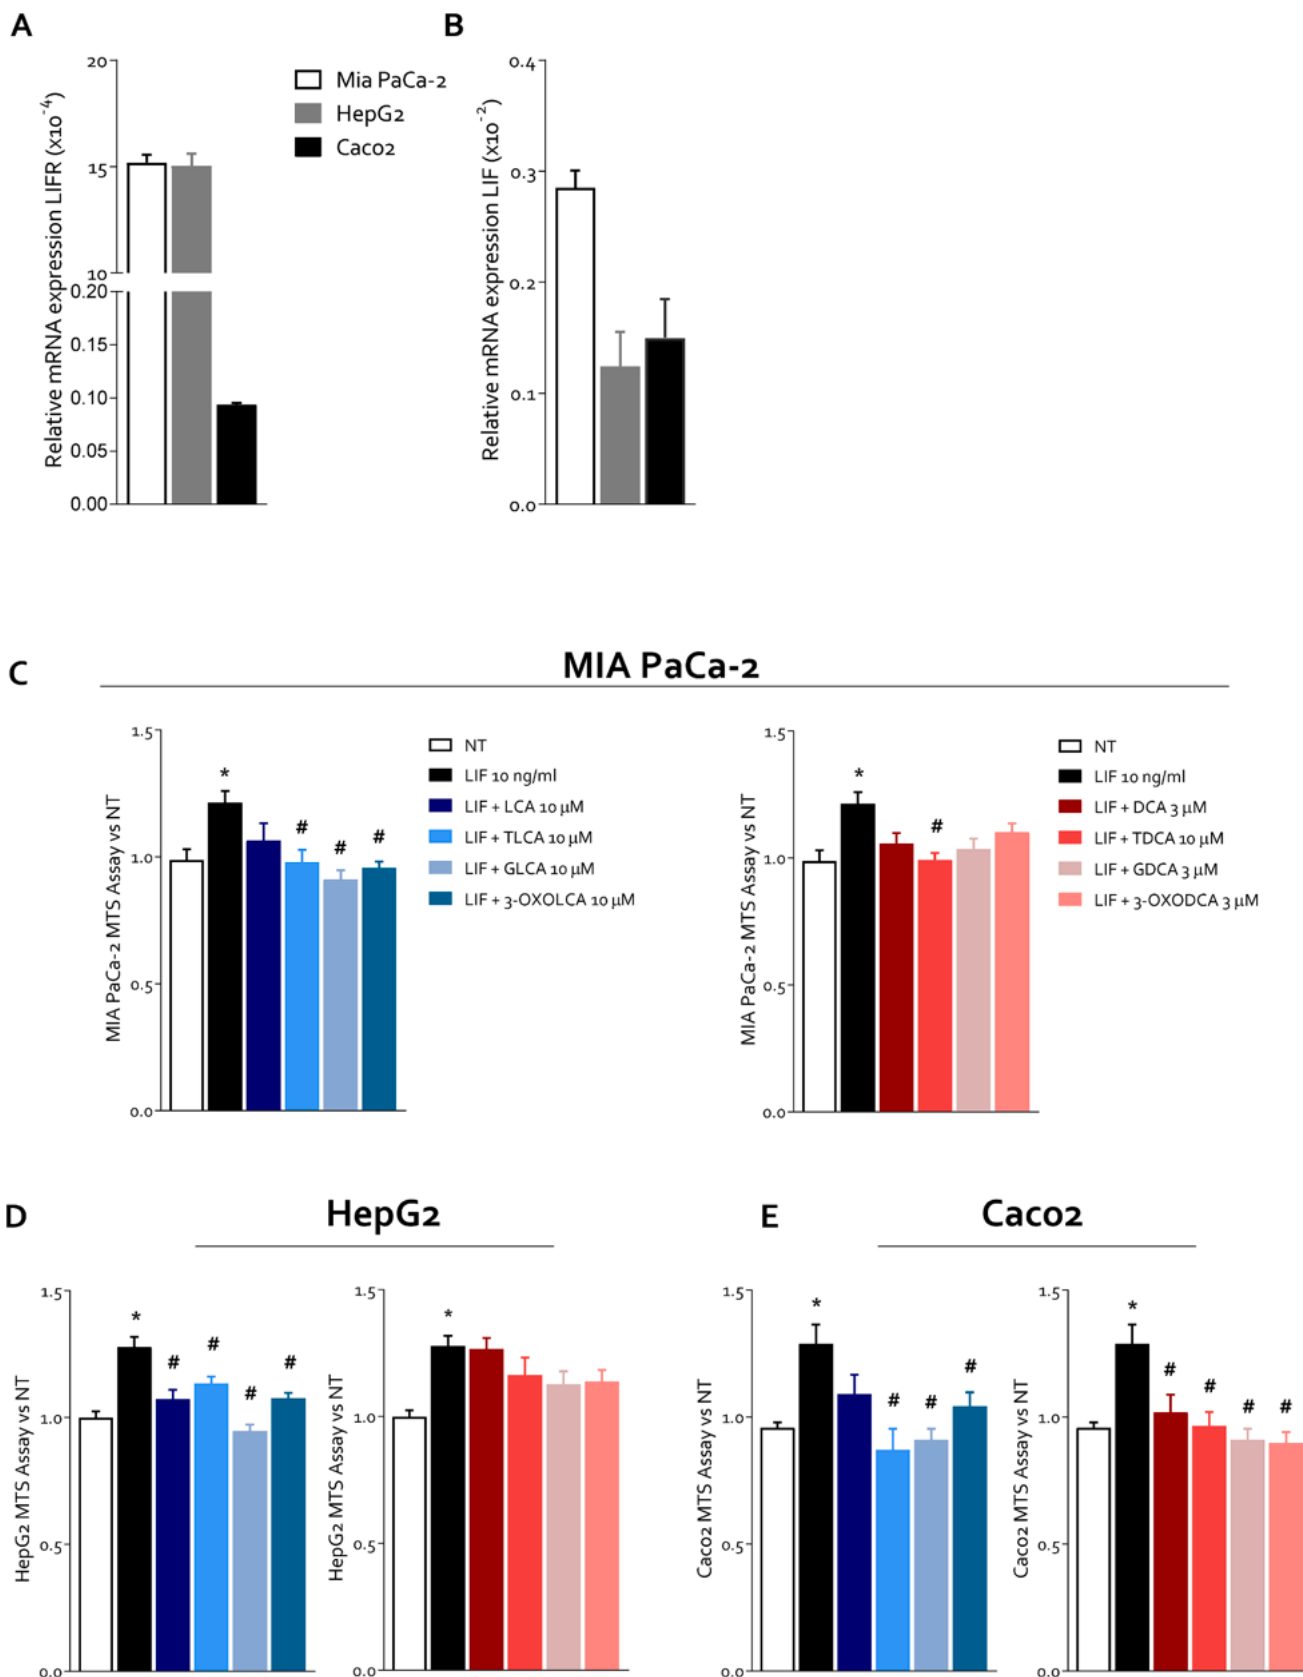 A
B
Relative mRNA expression LIFR (x10⁻⁴)
20
15
10
0.20
0.15
0.10
0.05
0.00
Mia PaCa-2
HepG2
Caco2
Relative mRNA expression LIF (x10⁻²)
0.4
0.3
0.2
0.1
0.0
C
MIA PaCa-2
MIA PaCa-2 MTS Assay vs NT
1.5
1.0
0.5
0.0
*
#
#
#
NT
LIF 10 ng/ml
LIF + LCA 10 µM
LIF + TLCA 10 µM
LIF + GLCA 10 µM
LIF + 3-OXOLCA 10 µM
MIA PaCa-2 MTS Assay vs NT
1.5
1.0
0.5
0.0
*
#
NT
LIF 10 ng/ml
LIF + DCA 3 µM
LIF + TDCA 10 µM
LIF + GDCA 3 µM
LIF + 3-OXODCA 3 µM
D
HepG2
HepG2 MTS Assay vs NT
1.5
1.0
0.5
0.0
*
#
#
#
#
HepG2 MTS Assay vs NT
1.5
1.0
0.5
0.0
*
E
Caco2
Caco2 MTS Assay vs NT
1.5
1.0
0.5
0.0
*
#
#
#
Caco2 MTS Assay vs NT
1.5
1.0
0.5
0.0
*
#
#
#
#